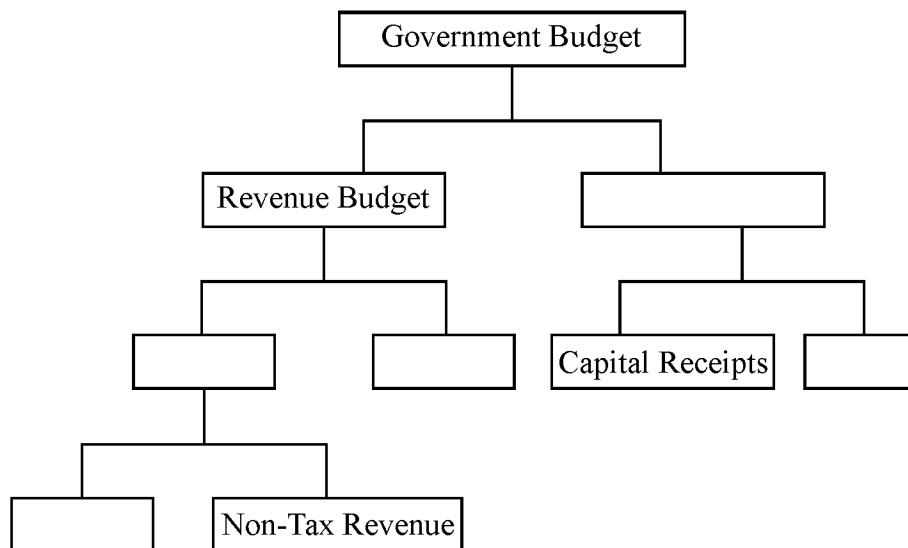 Government Budget
Revenue Budget
Capital Receipts
Non-Tax Revenue